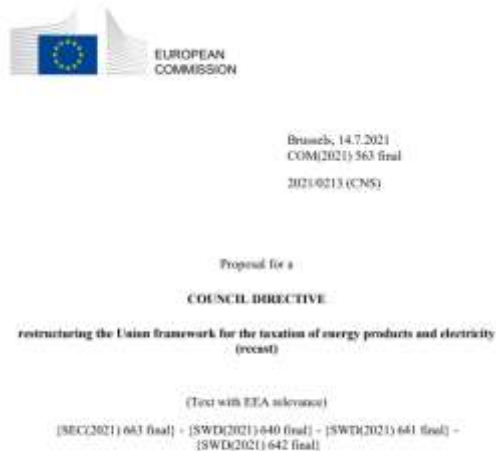 EUROPEAN
COMMISSION
Brussels, 14.7.2021
COM(2021) 563 final
2021/0213 (CNS)
Proposal for a
COUNCIL DIRECTIVE
restructuring the Union framework for the taxation of energy products and electricity
(recast)
(Text with EEA relevance)
{SEC(2021) 663 final} - {SWD(2021) 640 final} - {SWD(2021) 641 final} -
{SWD(2021) 642 final}